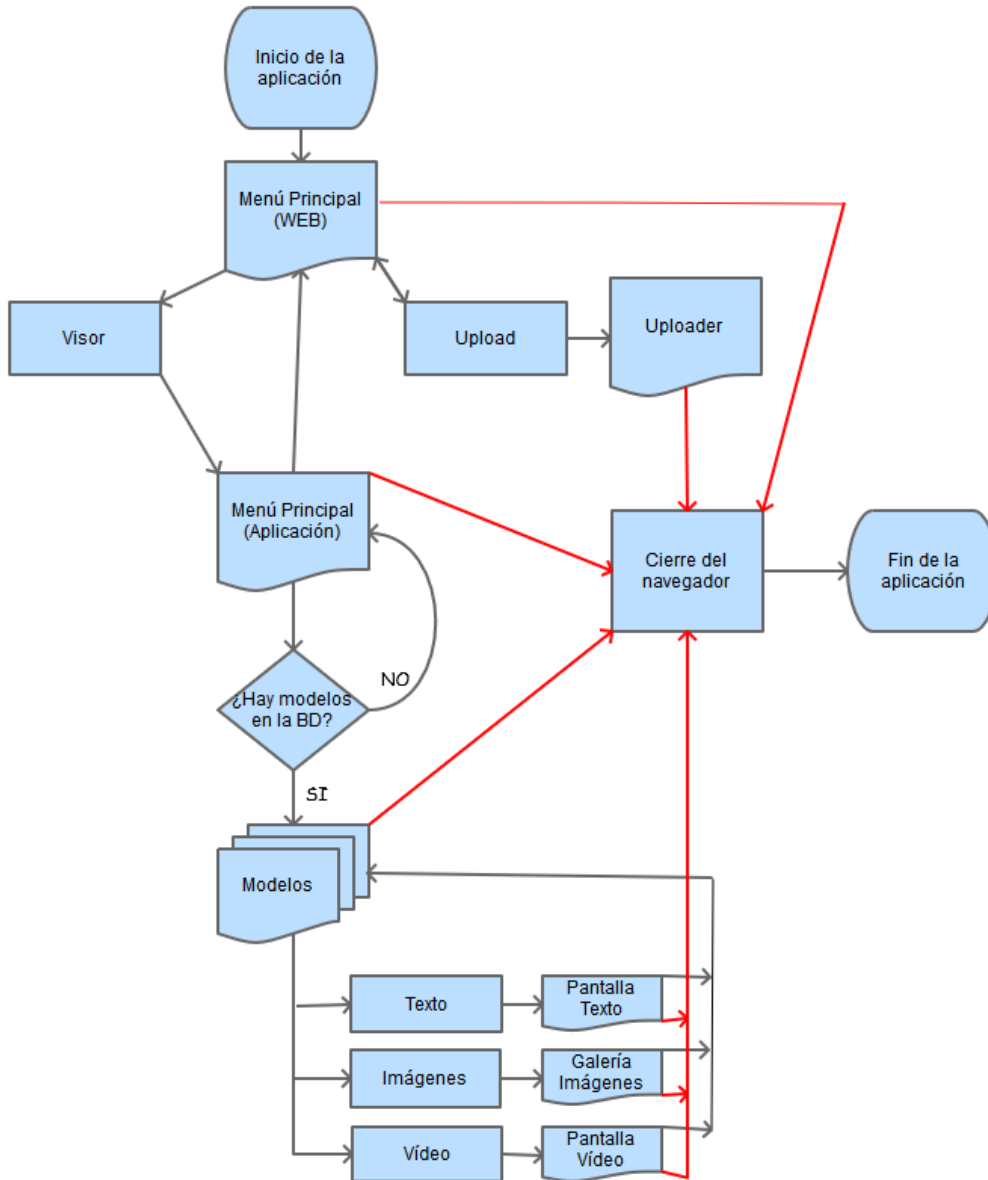 Inicio de la
aplicación
Menú Principal
(WEB)
Visor
Upload
Uploader
Menú Principal
(Aplicación)
Cierre del
navegador
Fin de la
aplicación
¿Hay modelos
en la BD?
NO
SI
Modelos
Texto
Pantalla
Texto
Imágenes
Galería
Imágenes
Vídeo
Pantalla
Vídeo